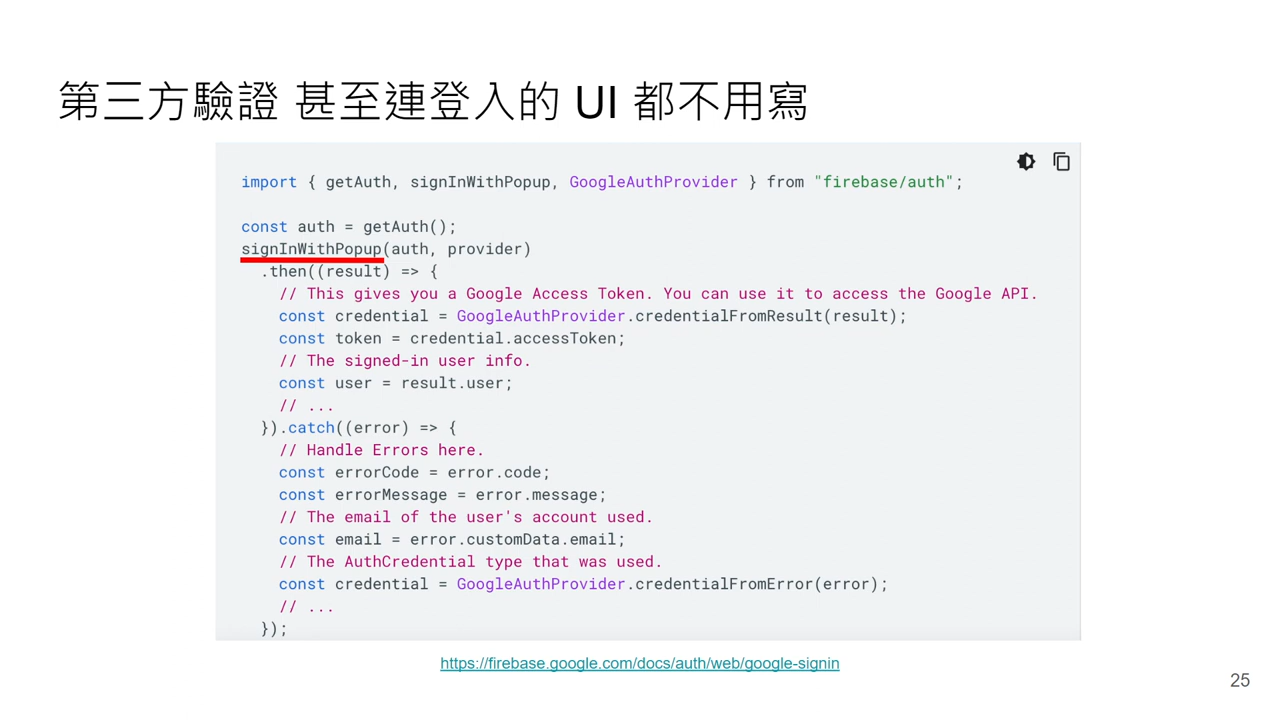 第三方驗證 甚至連登入的 UI 都不用寫
import { getAuth, signInWithPopup, GoogleAuthProvider } from "firebase/auth";
const auth = getAuth();
signInWithPopup(auth, provider)
.then((result) => {
// This gives you a Google Access Token. You can use it to access the Google API.
const credential = GoogleAuthProvider.credentialFromResult(result);
const token = credential.accessToken;
// The signed-in user info.
const user = result.user;
// ...
}).catch((error) => {
// Handle Errors here.
const errorCode = error.code;
const errorMessage = error.message;
// The email of the user's account used.
const email = error.customData.email;
// The AuthCredential type that was used.
const credential = GoogleAuthProvider.credentialFromError(error);
// ...
});
https://firebase.google.com/docs/auth/web/google-signin
25